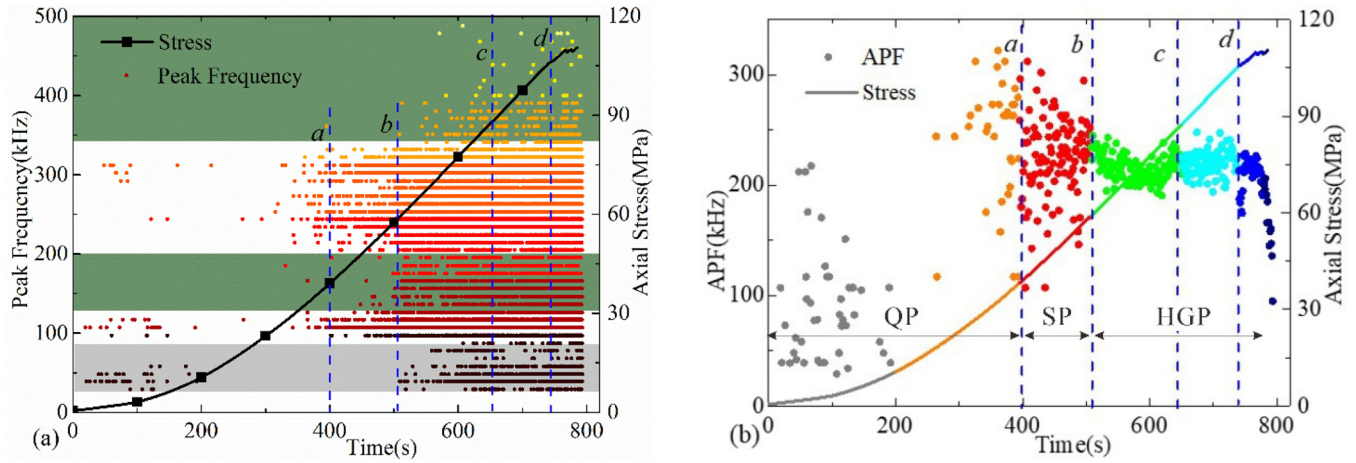 500
400
300
200
100
0
Peak Frequency(kHz)
Stress
Peak Frequency
a
b
c
d
120
90
60
30
0
Axial Stress(MPa)
0
200
400
600
800
Time(s)
(a)
300
200
100
0
APF(kHz)
APF
Stress
a
b
c
d
QP
SP
HGP
120
90
60
30
0
Axial Stress(MPa)
0
200
400
600
800
Time(s)
(b)